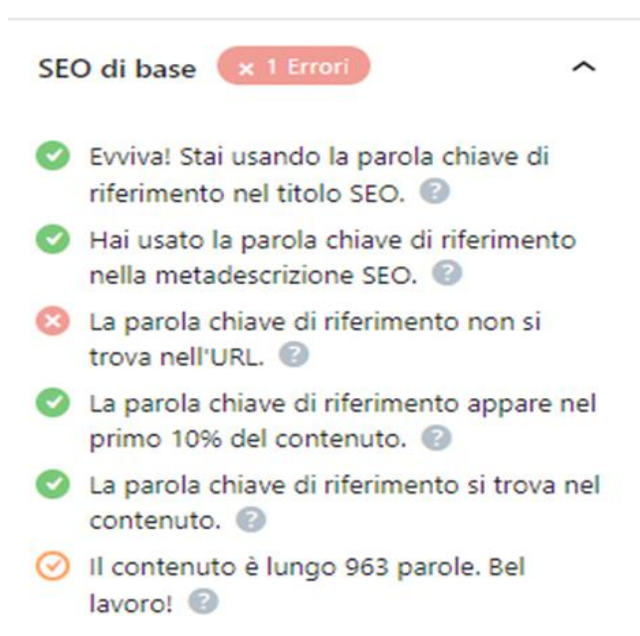 SEO di base × 1 Errori
Evviva! Stai usando la parola chiave di
riferimento nel titolo SEO. ?
Hai usato la parola chiave di riferimento
nella metadescrizione SEO. ?
La parola chiave di riferimento non si
trova nell'URL. ?
La parola chiave di riferimento appare nel
primo 10% del contenuto. ?
La parola chiave di riferimento si trova nel
contenuto. ?
Il contenuto è lungo 963 parole. Bel
lavoro! ?